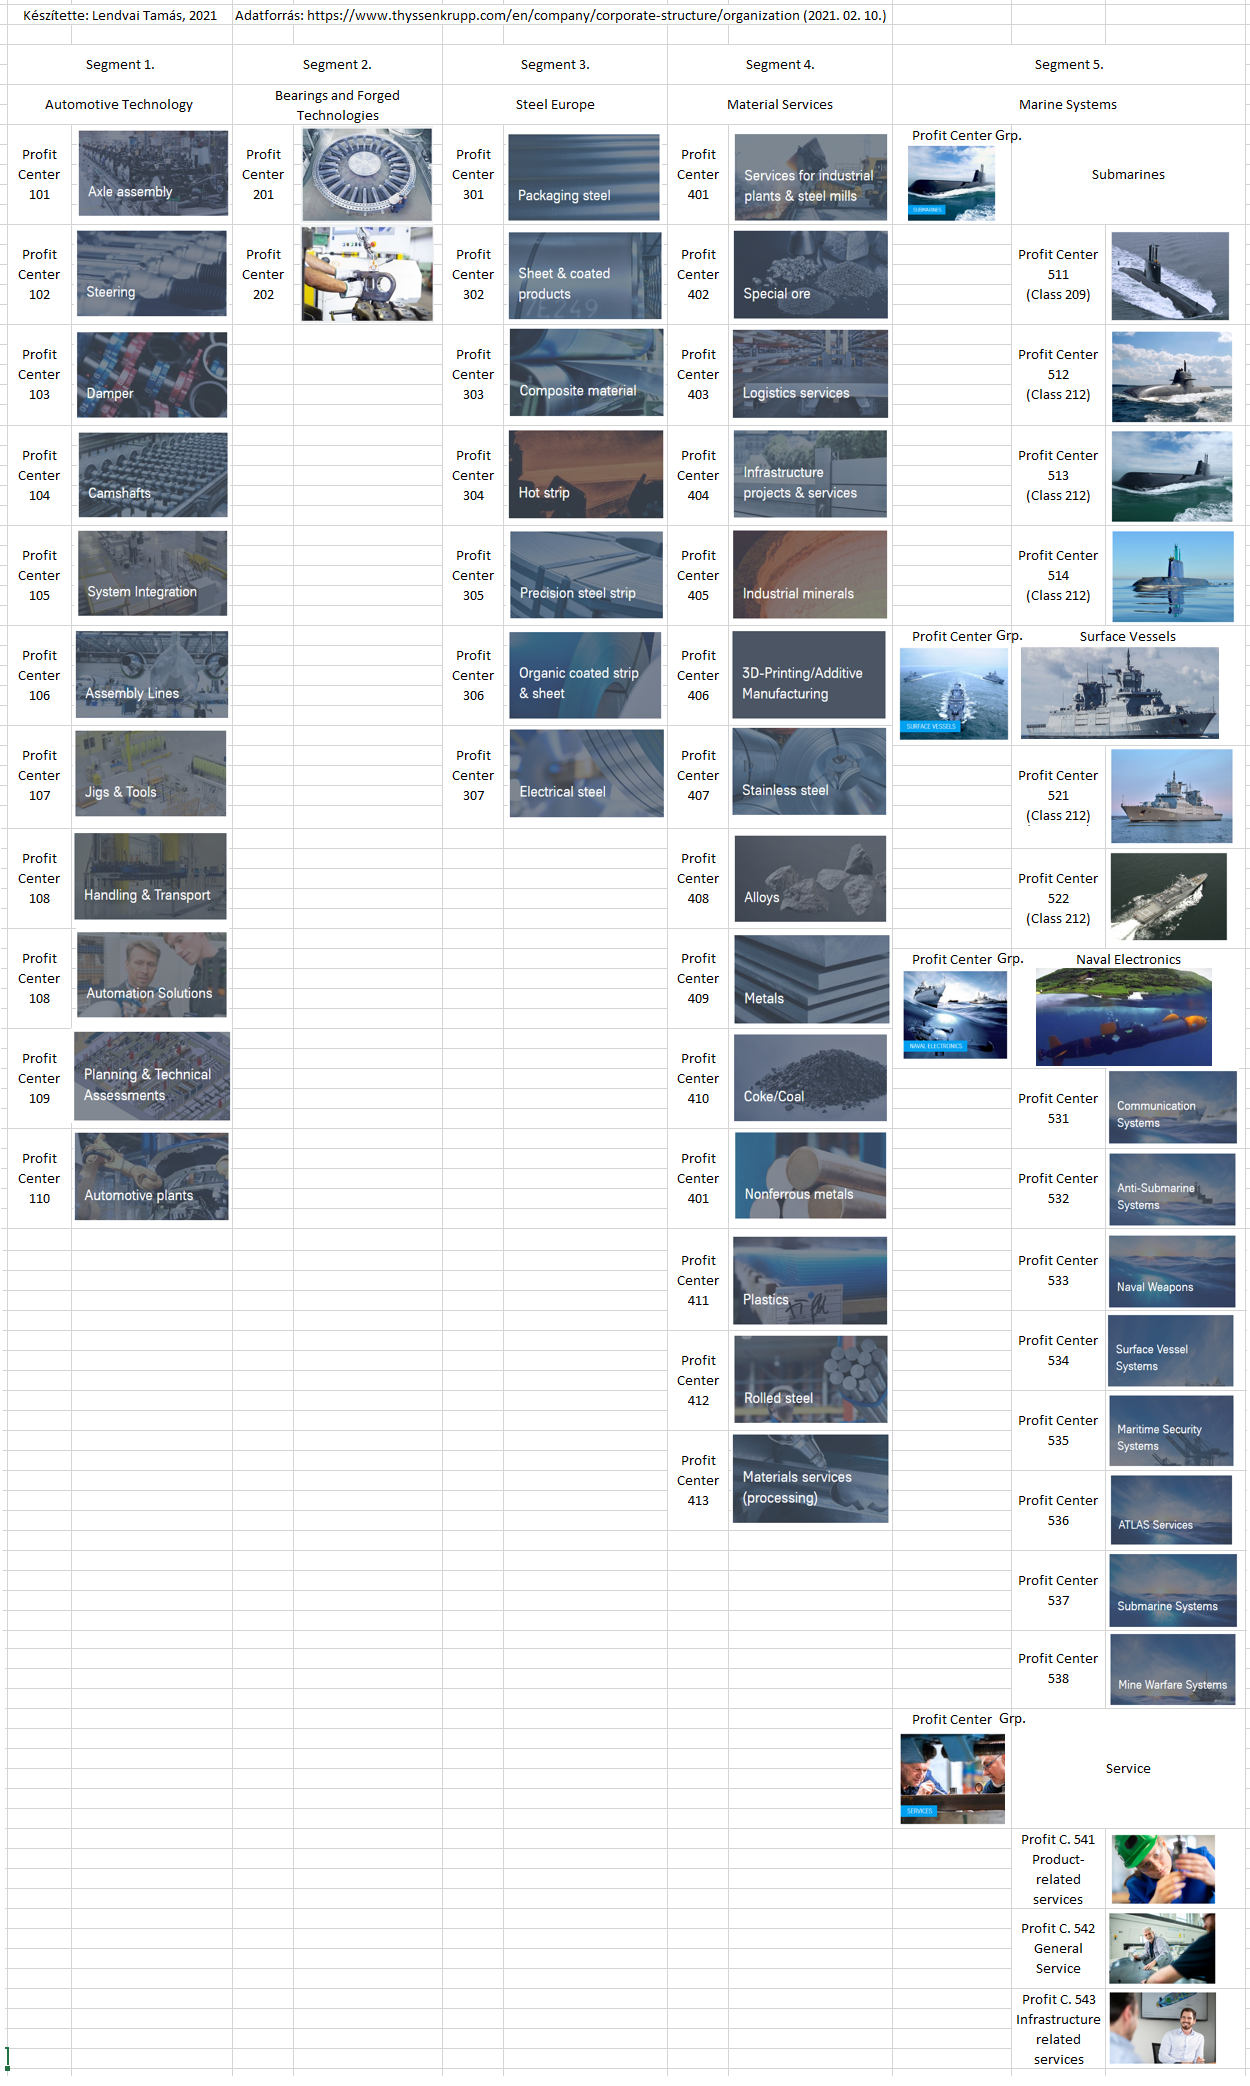 Készítette: Lendvai Tamás, 2021
Adatforrás: https://www.thyssenkrupp.com/en/company/corporate-structure/organization (2021. 02. 10.)
Segment 1.
Segment 2.
Segment 3.
Segment 4.
Segment 5.
Automotive Technology
Bearings and Forged
Technologies
Steel Europe
Material Services
Marine Systems
Profit
Center
101
Axle assembly
Profit
Center
102
Steering
Profit
Center
103
Damper
Profit
Center
104
Camshafts
Profit
Center
105
System Integration
Profit
Center
106
Assembly Lines
Profit
Center
107
Jigs & Tools
Profit
Center
108
Handling & Transport
Profit
Center
108
Automation Solutions
Profit
Center
109
Planning & Technical
Assessments
Profit
Center
110
Automotive plants
Profit
Center
201
Profit
Center
202
Profit
Center
301
Packaging steel
Profit
Center
302
Sheet & coated
products
Profit
Center
303
Composite material
Profit
Center
304
Hot strip
Profit
Center
305
Precision steel strip
Profit
Center
306
Organic coated strip
& sheet
Profit
Center
307
Electrical steel
Profit
Center
401
Services for industrial
plants & steel mills
Profit
Center
402
Special ore
Profit
Center
403
Logistics services
Profit
Center
404
Infrastructure
projects & services
Profit
Center
405
Industrial minerals
Profit
Center
406
3D-Printing/Additive
Manufacturing
Profit
Center
407
Stainless steel
Profit
Center
408
Alloys
Profit
Center
409
Metals
Profit
Center
410
Coke/Coal
Profit
Center
401
Nonferrous metals
Profit
Center
411
Plastics
Profit
Center
412
Rolled steel
Profit
Center
413
Materials services
(processing)
Profit Center Grp.
SUBMARINES
Submarines
Profit Center
511
(Class 209)
Profit Center
512
(Class 212)
Profit Center
513
(Class 212)
Profit Center
514
(Class 212)
Profit Center Grp.
SURFACE VESSELS
Surface Vessels
Profit Center
521
(Class 212)
Profit Center
522
(Class 212)
Profit Center Grp.
NAVAL ELECTRONICS
Naval Electronics
Profit Center
531
Communication
Systems
Profit Center
532
Anti-Submarine
Systems
Profit Center
533
Naval Weapons
Profit Center
534
Surface Vessel
Systems
Profit Center
535
Maritime Security
Systems
Profit Center
536
ATLAS Services
Profit Center
537
Submarine Systems
Profit Center
538
Mine Warfare Systems
Profit Center Grp.
SERVICES
Service
Profit C. 541
Product-
related
services
Profit C. 542
General
Service
Profit C. 543
Infrastructure
related
services